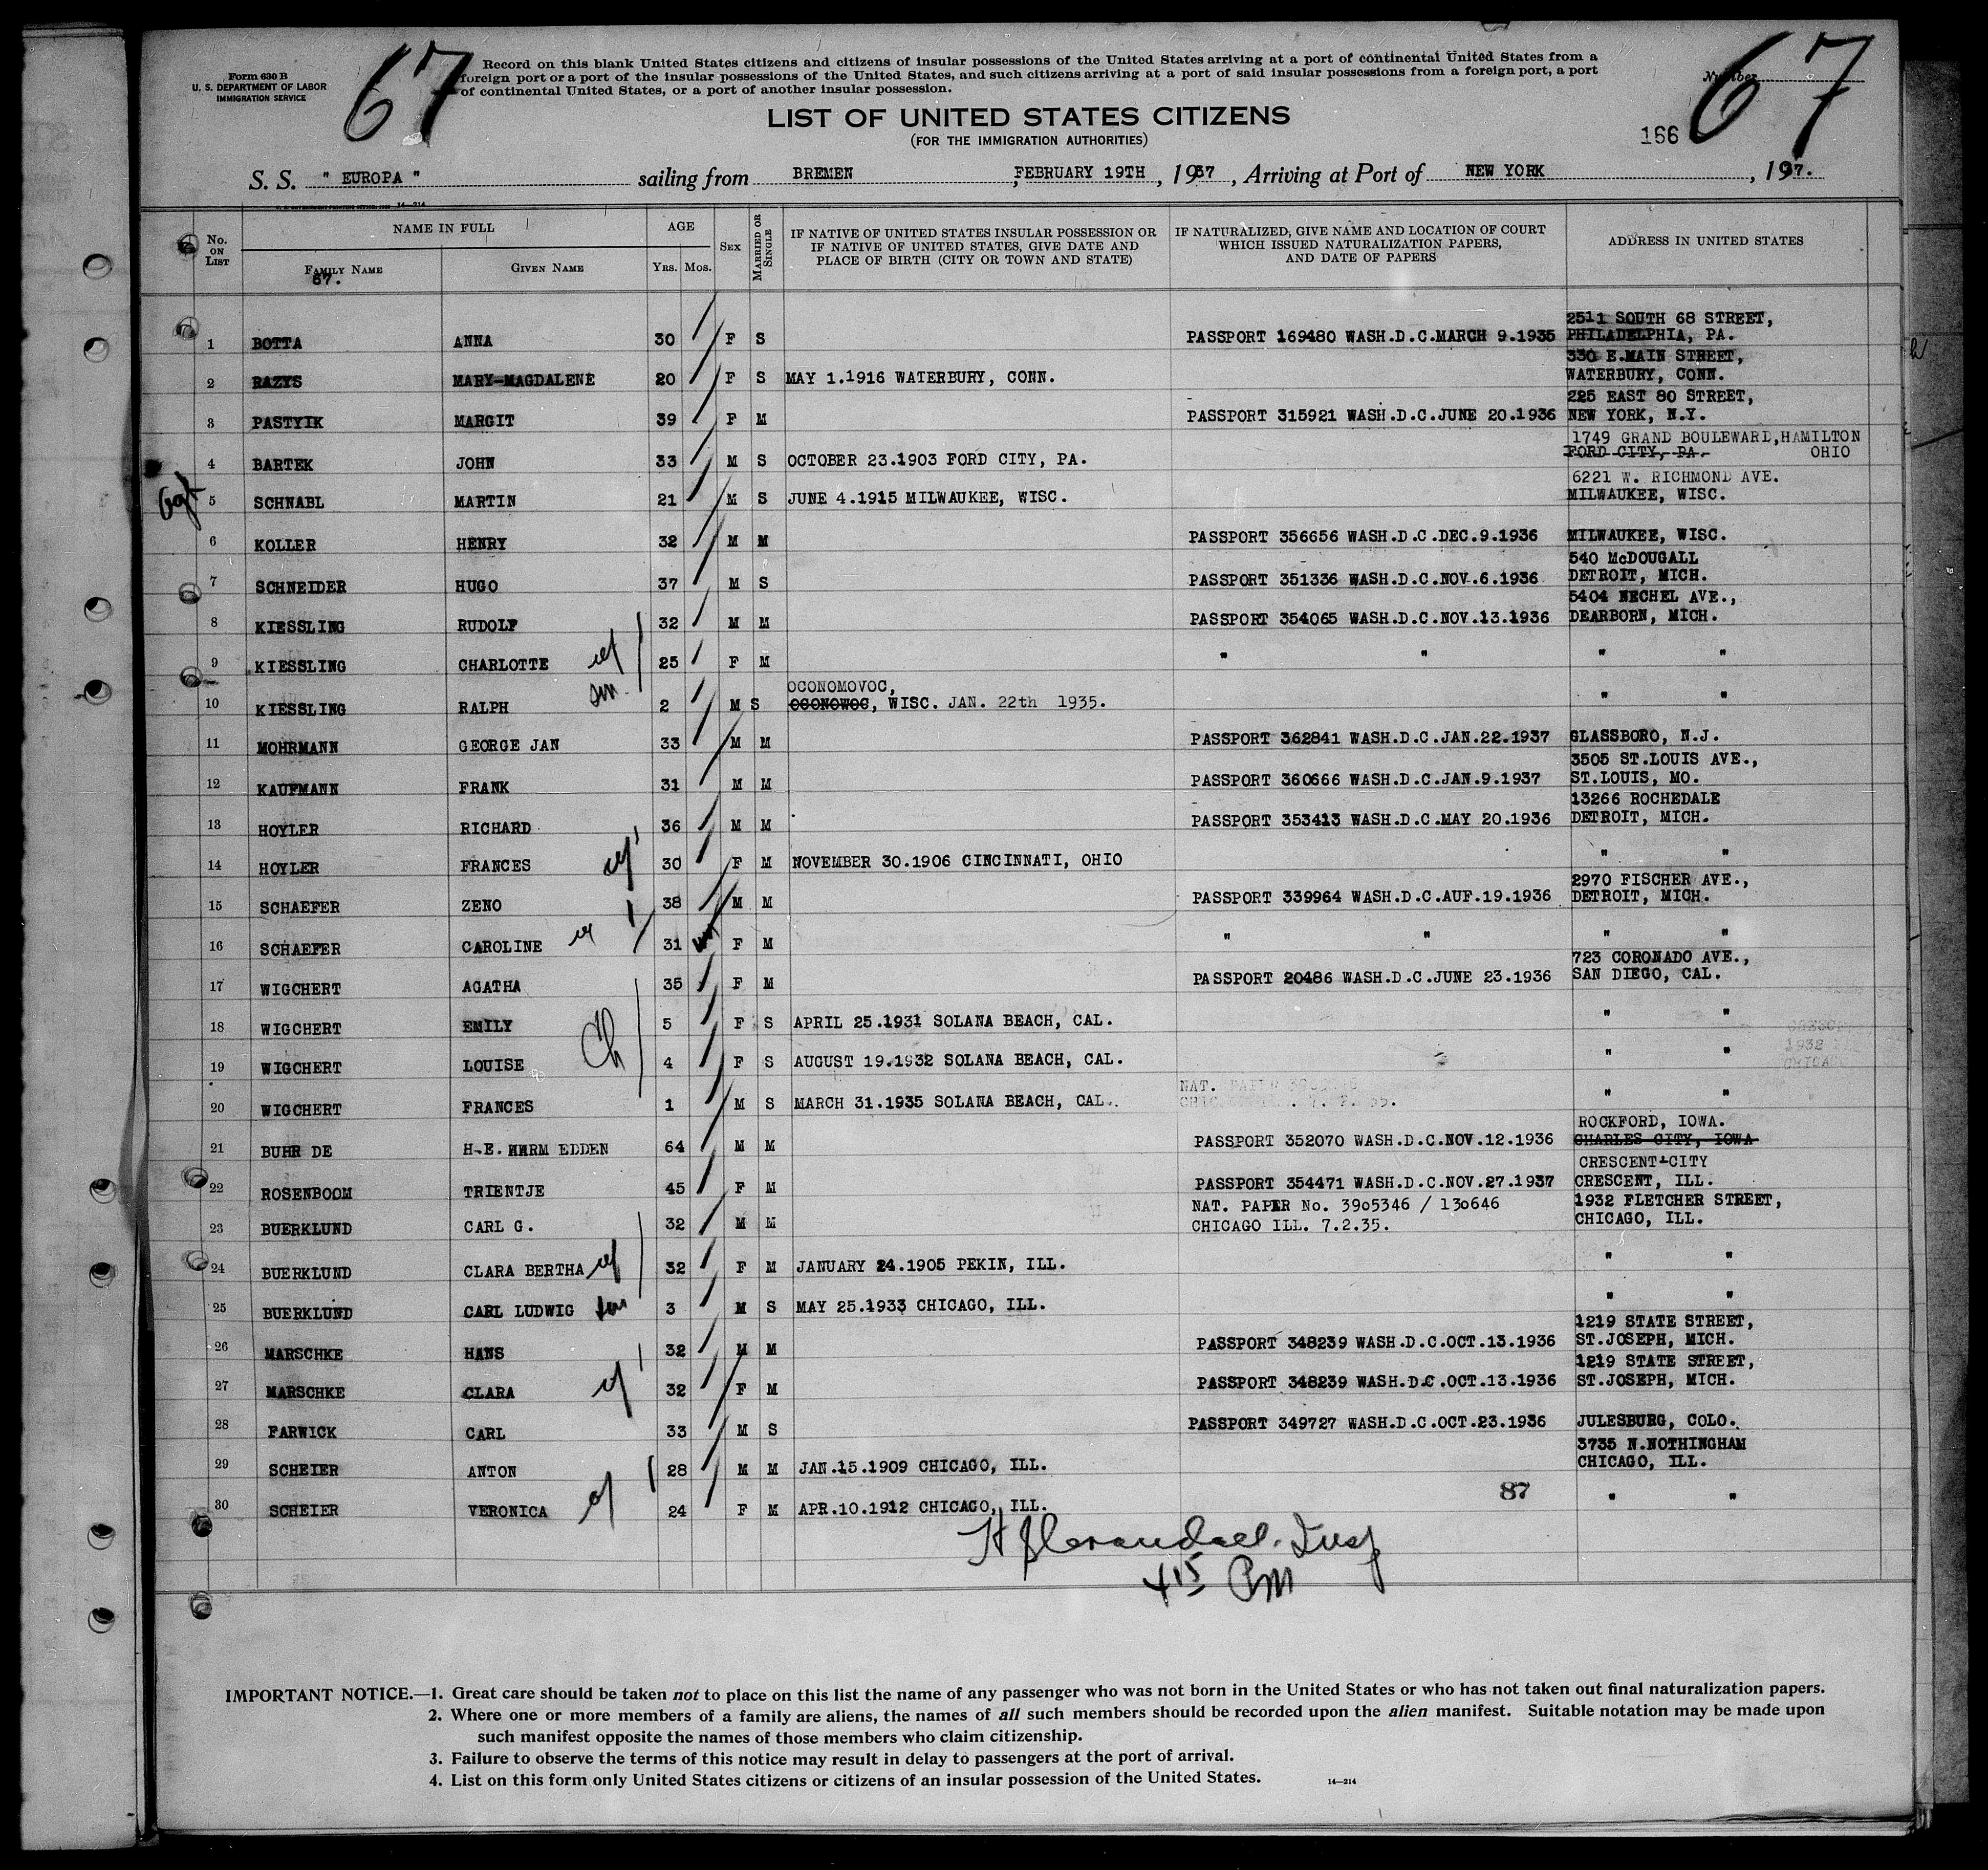 67
67
Form 630 B
U. S. DEPARTMENT OF LABOR
IMMIGRATION SERVICE
Record on this blank United States citizens and citizens of insular possessions of the United States arriving at a port of continental United States from a
foreign port or a port of the insular possessions of the United States, and such citizens arriving at a port of said insular possessions from a foreign port, a port
of continental United States, or a port of another insular possession.
Number
LIST OF UNITED STATES CITIZENS
(FOR THE IMMIGRATION AUTHORITIES)
166
S. S. " EUROPA " sailing from BREMEN, FEBRUARY 19TH, 1937, Arriving at Port of NEW YORK, 197.
14—214
No. ON LIST NAME IN FULL AGE SEX MARRIED OR SINGLE IF NATIVE OF UNITED STATES INSULAR POSSESSION OR IF NATIVE OF UNITED STATES, GIVE DATE AND PLACE OF BIRTH (CITY OR TOWN AND STATE) IF NATURALIZED, GIVE NAME AND LOCATION OF COURT WHICH ISSUED NATURALIZATION PAPERS, AND DATE OF PAPERS ADDRESS IN UNITED STATES
FAMILY NAME GIVEN NAME YRS. MOS.
67.
1 BOTTA ANNA 30 F S PASSPORT 169480 WASH.D.C.MARCH 9.1935 2511 SOUTH 68 STREET, PHILADELPHIA, PA.
2 RAZYS MARY-MAGDALENE 20 F S MAY 1.1916 WATERBURY, CONN. 330 E.MAIN STREET, WATERBURY, CONN.
3 PASTYIK MARGIT 39 F M PASSPORT 315921 WASH.D.C.JUNE 20.1936 225 EAST 80 STREET, NEW YORK, N.Y.
4 BARTEK JOHN 33 M S OCTOBER 23.1903 FORD CITY, PA. 1749 GRAND BOULEWARD,HAMILTON FORD CITY, PA. OHIO
5 SCHNABL MARTIN 21 M S JUNE 4.1915 MILWAUKEE, WISC. 6221 W. RICHMOND AVE. MILWAUKEE, WISC.
6 KOLLER HENRY 32 M M PASSPORT 356656 WASH.D.C.DEC.9.1936 MILWAUKEE, WISC.
7 SCHNEIDER HUGO 37 M S PASSPORT 351336 WASH.D.C.NOV.6.1936 540 McDOUGALL DETROIT, MICH.
8 KIESSLING RUDOLF 32 M M PASSPORT 354065 WASH.D.C.NOV.13.1936 5404 NECHEL AVE., DEARBORN, MICH.
9 KIESSLING CHARLOTTE 25 F M " " " "
10 KIESSLING RALPH 2 M S OCONOMOVOC, OCONOWOC, WISC. JAN. 22th 1935. " "
11 MOHRMANN GEORGE JAN 33 M M PASSPORT 362841 WASH.D.C.JAN.22.1937 GLASSBORO, N.J.
12 KAUFMANN FRANK 31 M M PASSPORT 360666 WASH.D.C.JAN.9.1937 3505 ST.LOUIS AVE., ST.LOUIS, MO.
13 HOYLER RICHARD 36 M M PASSPORT 353413 WASH.D.C.MAY 20.1936 13266 ROCHEDALE DETROIT, MICH.
14 HOYLER FRANCES 30 F M NOVEMBER 30.1906 CINCINNATI, OHIO " "
15 SCHAEFER ZENO 38 M M PASSPORT 339964 WASH.D.C.AUF.19.1936 2970 FISCHER AVE., DETROIT, MICH.
16 SCHAEFER CAROLINE 31 F M " " " "
17 WIGCHERT AGATHA 35 F M PASSPORT 20486 WASH.D.C.JUNE 23.1936 723 CORONADO AVE., SAN DIEGO, CAL.
18 WIGCHERT EMILY Ch 5 F S APRIL 25.1931 SOLANA BEACH, CAL. " "
19 WIGCHERT LOUISE 4 F S AUGUST 19.1932 SOLANA BEACH, CAL. " "
20 WIGCHERT FRANCES 1 M S MARCH 31.1935 SOLANA BEACH, CAL. " "
21 BUHR DE H-E. HARM EDDEN 64 M M PASSPORT 352070 WASH.D.C.NOV.12.1936 ROCKFORD, IOWA. CHARLES CITY, IOWA
22 ROSENBOOM TRIENTJE 45 F M PASSPORT 354471 WASH.D.C.NOV.27.1937 CRESCENT-CITY CRESCENT, ILL.
23 BUERKLUND CARL G. 32 M M NAT. PAPER No. 3905346 / 130646 CHICAGO ILL. 7.2.35. 1932 FLETCHER STREET, CHICAGO, ILL.
24 BUERKLUND CLARA BERTHA 32 F M JANUARY 24.1905 PEKIN, ILL. " "
25 BUERKLUND CARL LUDWIG 3 M S MAY 25.1933 CHICAGO, ILL. " "
26 MARSCHKE HANS 32 M M PASSPORT 348239 WASH.D.C.OCT.13.1936 1219 STATE STREET, ST.JOSEPH, MICH.
27 MARSCHKE CLARA 32 F M PASSPORT 348239 WASH.D.C.OCT.13.1936 1219 STATE STREET, ST.JOSEPH, MICH.
28 FARWICK CARL 33 M S PASSPORT 349727 WASH.D.C.OCT.23.1936 JULESBURG, COLO.
29 SCHEIER ANTON 28 M M JAN.15.1909 CHICAGO, ILL. 3735 N.NOTHINGHAM CHICAGO, ILL.
30 SCHEIER VERONICA 24 F M APR.10.1912 CHICAGO, ILL. 87 " "
415 PM
IMPORTANT NOTICE.—1. Great care should be taken not to place on this list the name of any passenger who was not born in the United States or who has not taken out final naturalization papers.
2. Where one or more members of a family are aliens, the names of all such members should be recorded upon the alien manifest. Suitable notation may be made upon
such manifest opposite the names of those members who claim citizenship.
3. Failure to observe the terms of this notice may result in delay to passengers at the port of arrival.
4. List on this form only United States citizens or citizens of an insular possession of the United States.
14—214